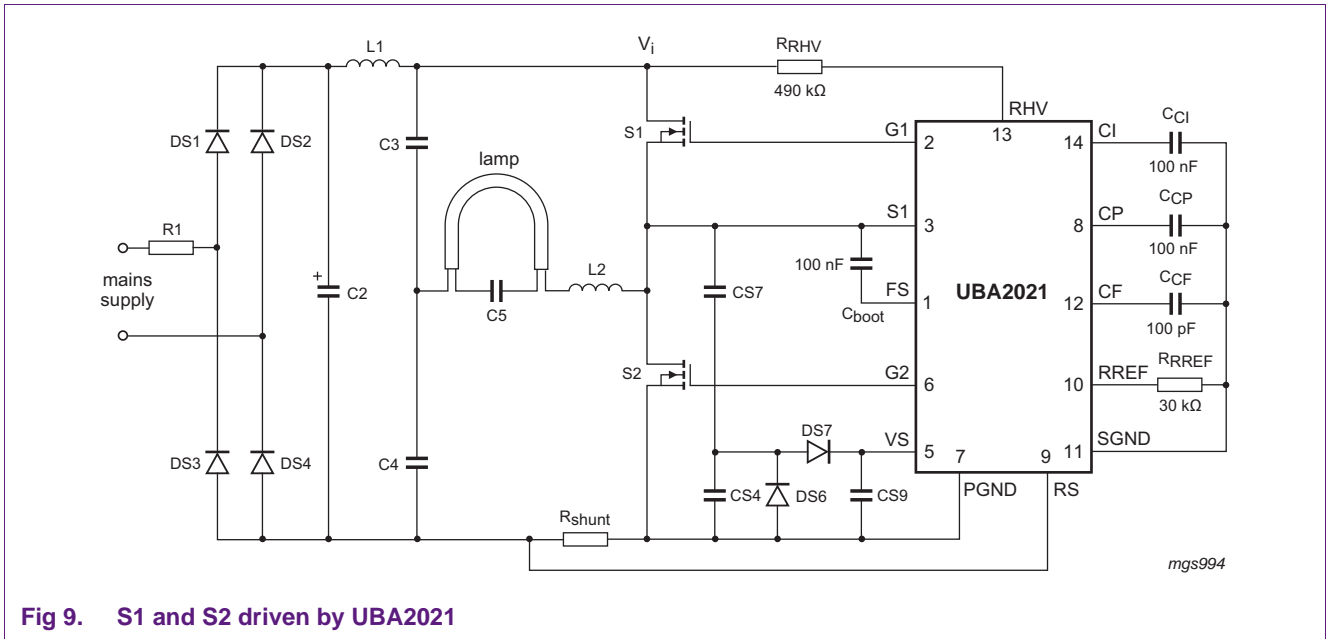 L1
Vi
RRHV
490 kΩ
DS1
DS2
S1
G1
2
RHV
13
14
CI
CCI
100 nF
C3
lamp
R1
mains
supply
+
C2
C5
L2
S1
3
100 nF
FS
1
Cboot
CS7
UBA2021
8
CP
CCP
100 nF
12
CF
CCF
100 pF
S2
G2
6
10
RREF
RRREF
30 kΩ
DS3
DS4
C4
DS7
VS
5
7
9
11
SGND
CS4
DS6
CS9
PGND
RS
Rshunt
mgs994
Fig 9. S1 and S2 driven by UBA2021